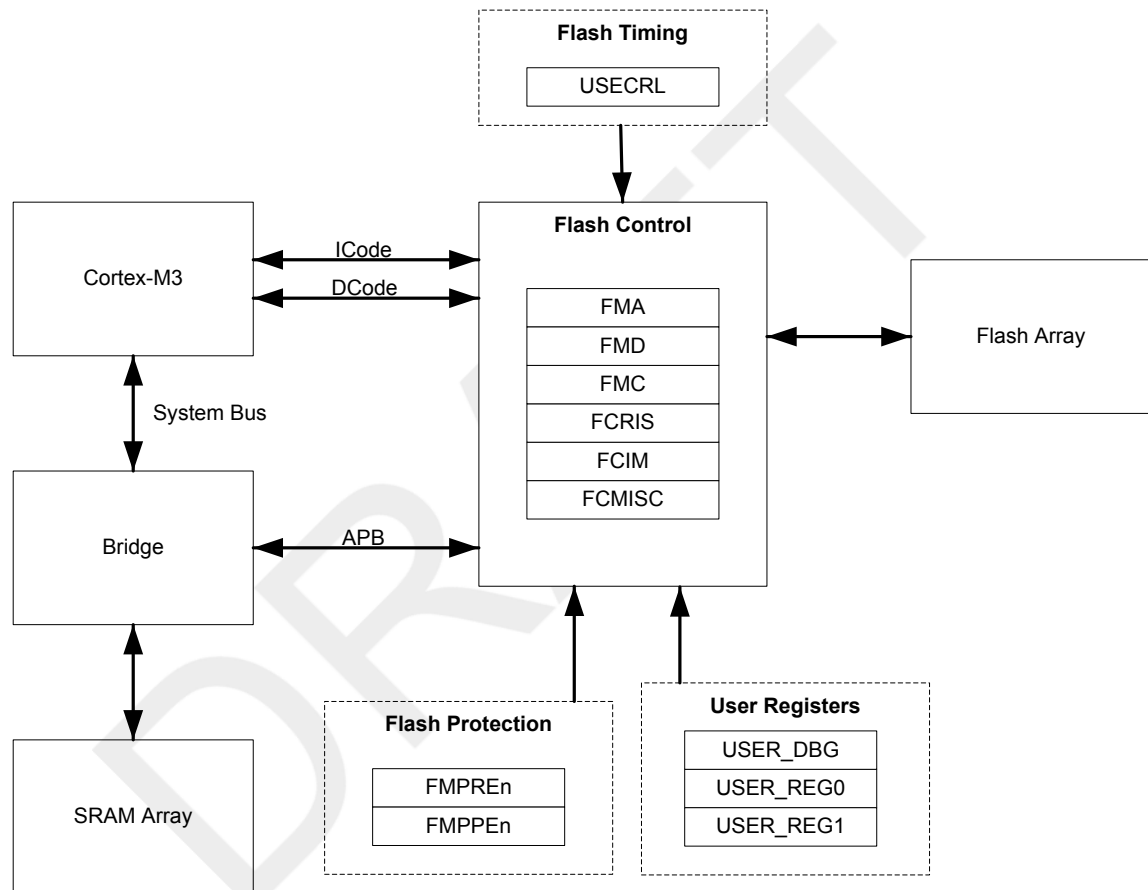 Flash Timing
USECRL
Flash Control
ICode
Cortex-M3
DCode
FMA
FMD
FMC
FCRIS
FCIM
FCMISC
Flash Array
System Bus
Bridge
APB
Flash Protection
FMPREn
FMPPEn
User Registers
USER_DBG
USER_REG0
USER_REG1
SRAM Array
DRAFT